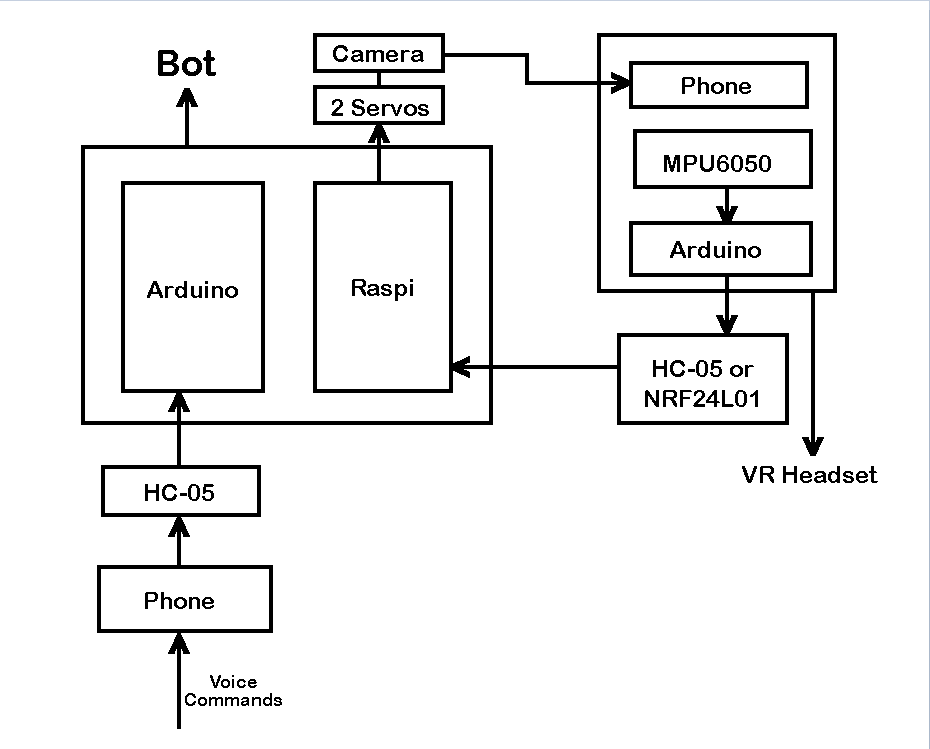 Bot
Camera
2 Servos
Phone
MPU6050
Arduino
Arduino
Raspi
HC-05 or
NRF24L01
VR Headset
HC-05
Phone
Voice
Commands